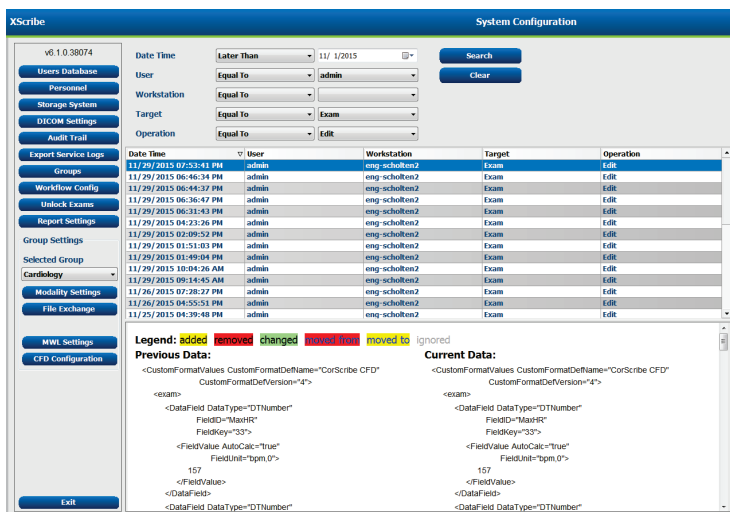 XScribe System Configuration
v6.1.0.38074
Users Database
Personnel
Storage System
DICOM Settings
Audit Trail
Export Service Logs
Groups
Workflow Config
Unlock Exams
Report Settings
Group Settings
Selected Group
Cardiology
Modality Settings
File Exchange
MWL Settings
CFD Configuration
Exit
Date Time Later Than 11/ 1/2015 Search
User Equal To admin Clear
Workstation Equal To
Target Equal To Exam
Operation Equal To Edit
Date Time User Workstation Target Operation
11/29/2015 07:53:41 PM admin eng-scholten2 Exam Edit
11/29/2015 06:46:34 PM admin eng-scholten2 Exam Edit
11/29/2015 06:44:37 PM admin eng-scholten2 Exam Edit
11/29/2015 06:36:47 PM admin eng-scholten2 Exam Edit
11/29/2015 06:31:43 PM admin eng-scholten2 Exam Edit
11/29/2015 04:23:26 PM admin eng-scholten2 Exam Edit
11/29/2015 02:09:52 PM admin eng-scholten2 Exam Edit
11/29/2015 01:51:03 PM admin eng-scholten2 Exam Edit
11/29/2015 01:49:04 PM admin eng-scholten2 Exam Edit
11/29/2015 10:04:26 AM admin eng-scholten2 Exam Edit
11/29/2015 09:14:45 AM admin eng-scholten2 Exam Edit
11/26/2015 07:28:27 PM admin eng-scholten2 Exam Edit
11/26/2015 04:55:51 PM admin eng-scholten2 Exam Edit
11/25/2015 04:39:48 PM admin eng-scholten2 Exam Edit
Legend: added removed changed moved from moved to ignored
Previous Data:
<CustomFormatValues CustomFormatDefName="CorScribe CFD"
CustomFormatDefVersion="4">
<exam>
<DataField DataType="DTNumber"
FieldID="MaxHR"
FieldKey="33">
<FieldValue AutoCalc="true"
FieldUnit="bpm,0">
157
</FieldValue>
</DataField>
<DataField DataType="DTNumber"
Current Data:
<CustomFormatValues CustomFormatDefName="CorScribe CFD"
CustomFormatDefVersion="4">
<exam>
<DataField DataType="DTNumber"
FieldID="MaxHR"
FieldKey="33">
<FieldValue AutoCalc="true"
FieldUnit="bpm,0">
157
</FieldValue>
</DataField>
<DataField DataType="DTNumber"